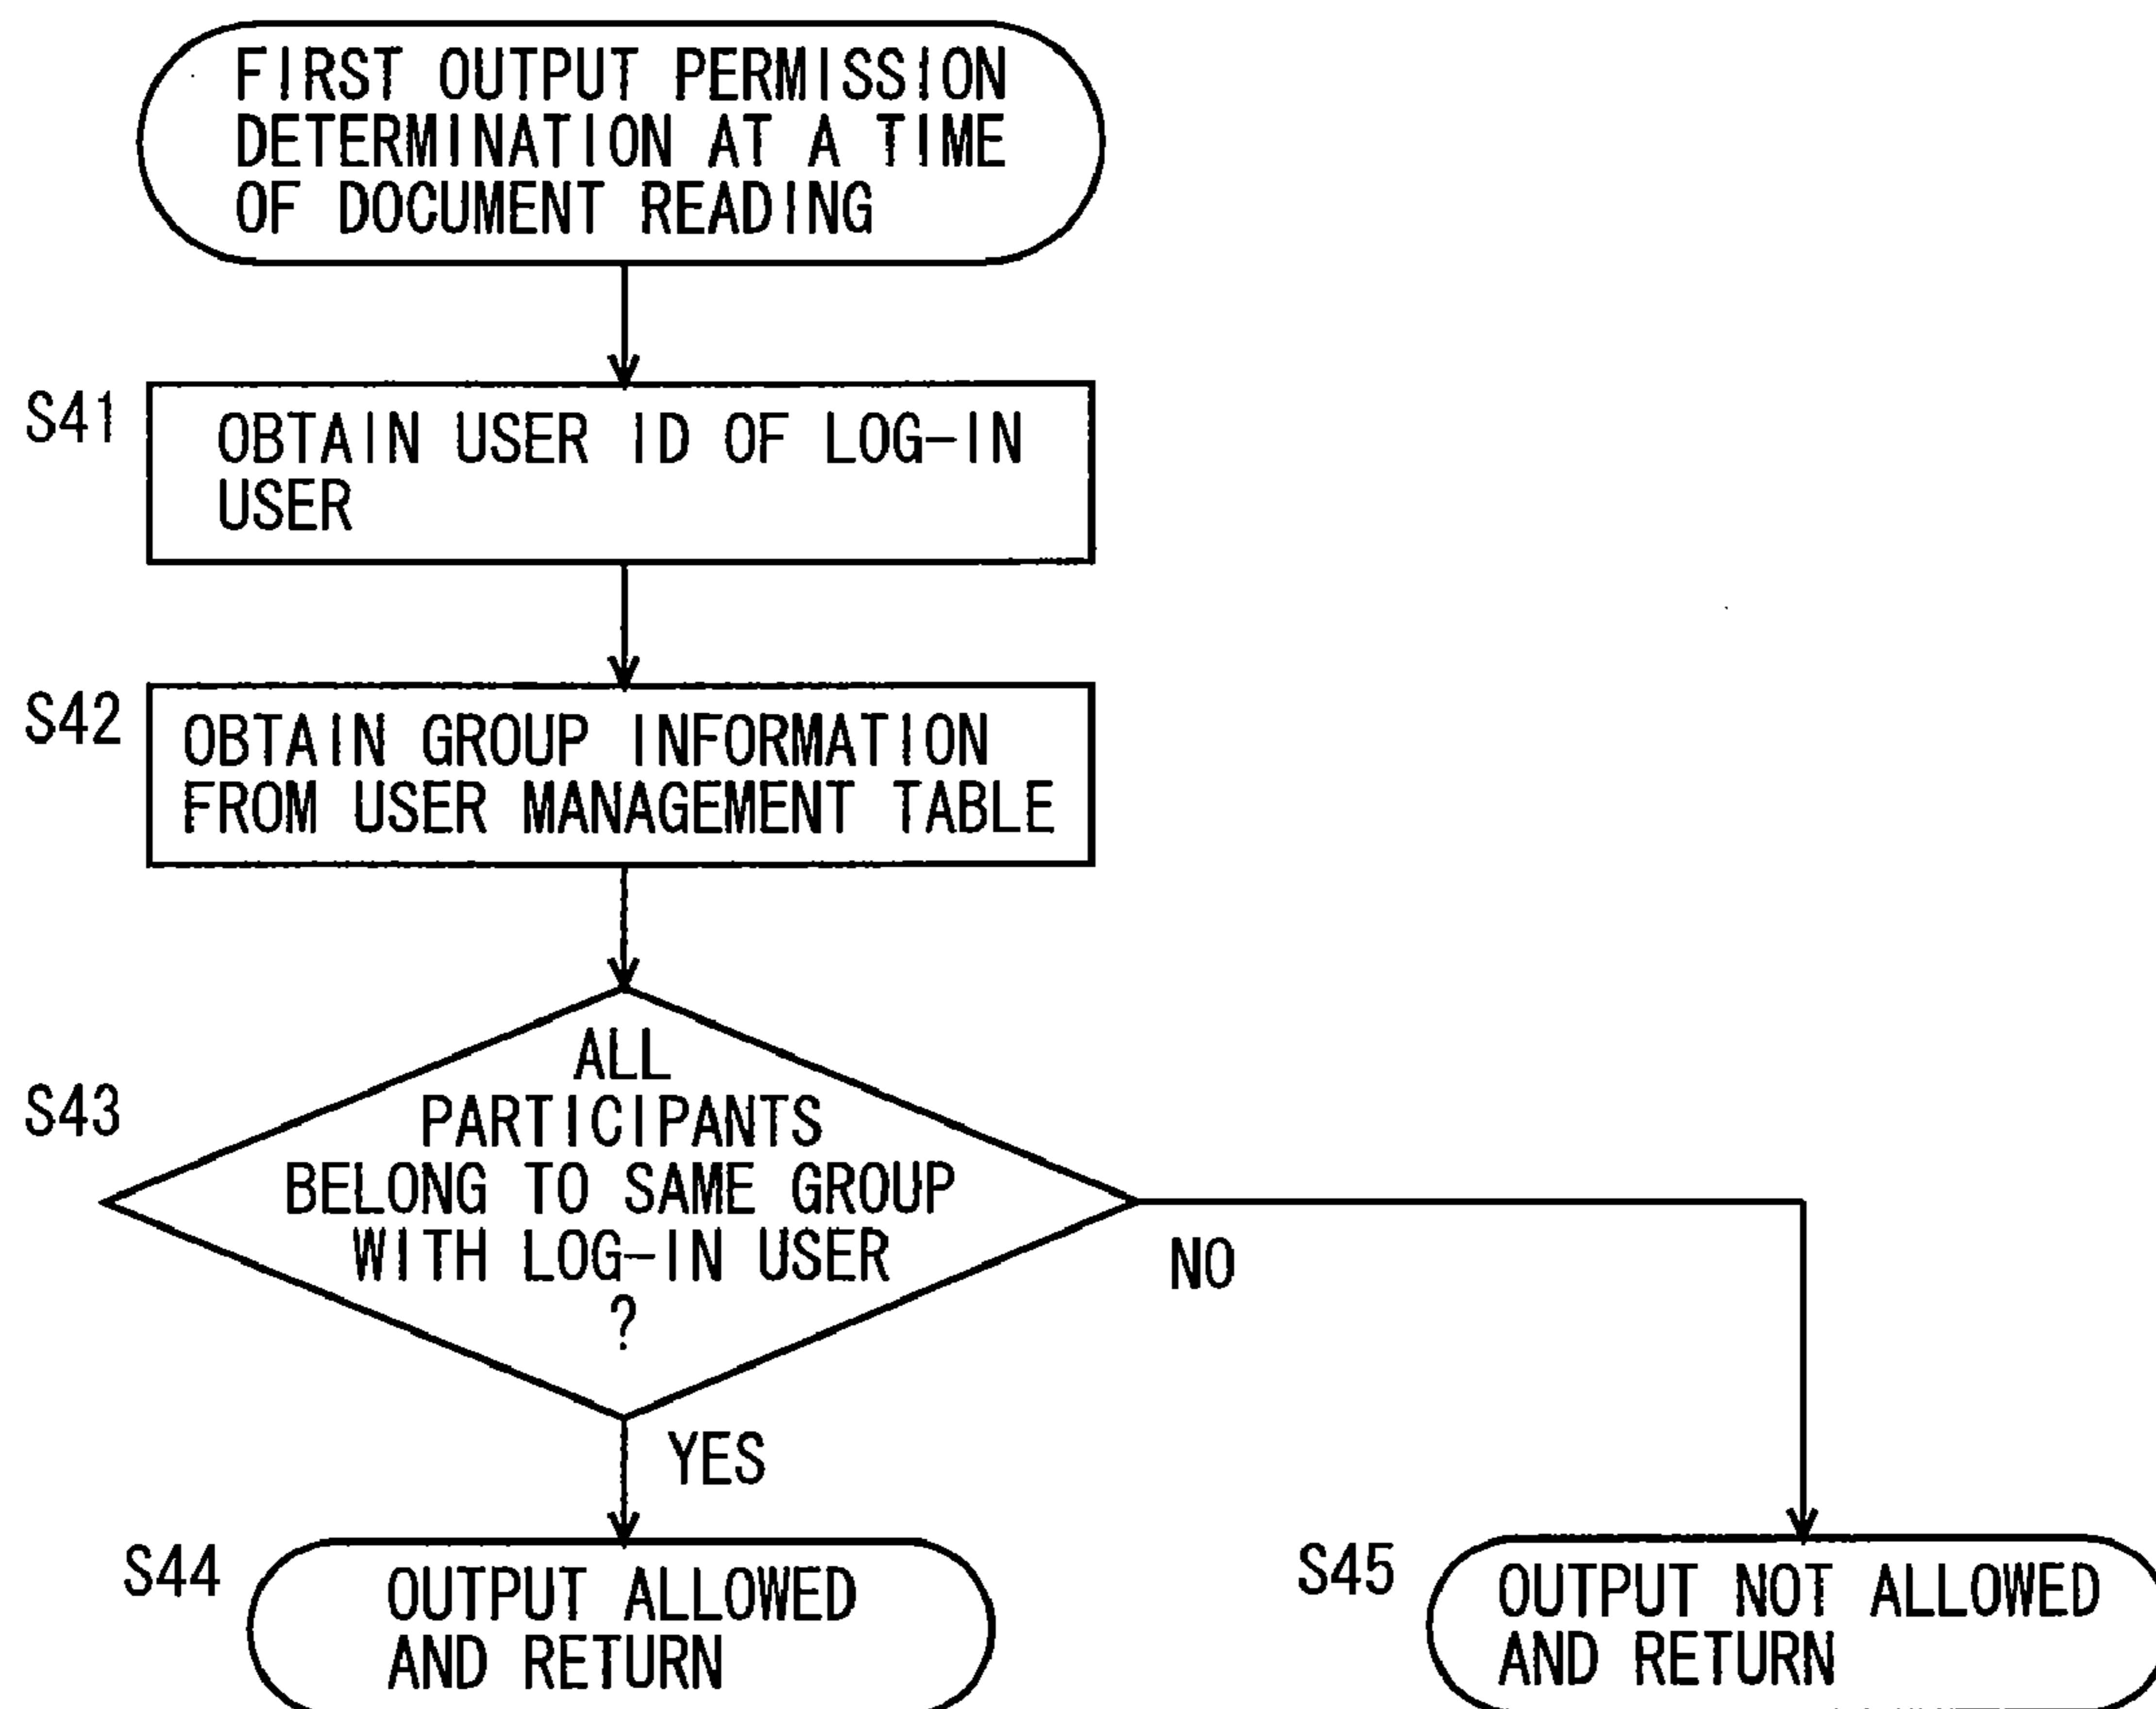 FIRST OUTPUT PERMISSION
DETERMINATION AT A TIME
OF DOCUMENT READING
S41
OBTAIN USER ID OF LOG-IN
USER
S42
OBTAIN GROUP INFORMATION
FROM USER MANAGEMENT TABLE
S43
ALL
PARTICIPANTS
BELONG TO SAME GROUP
WITH LOG-IN USER
?
NO
YES
S44
OUTPUT ALLOWED
AND RETURN
S45
OUTPUT NOT ALLOWED
AND RETURN